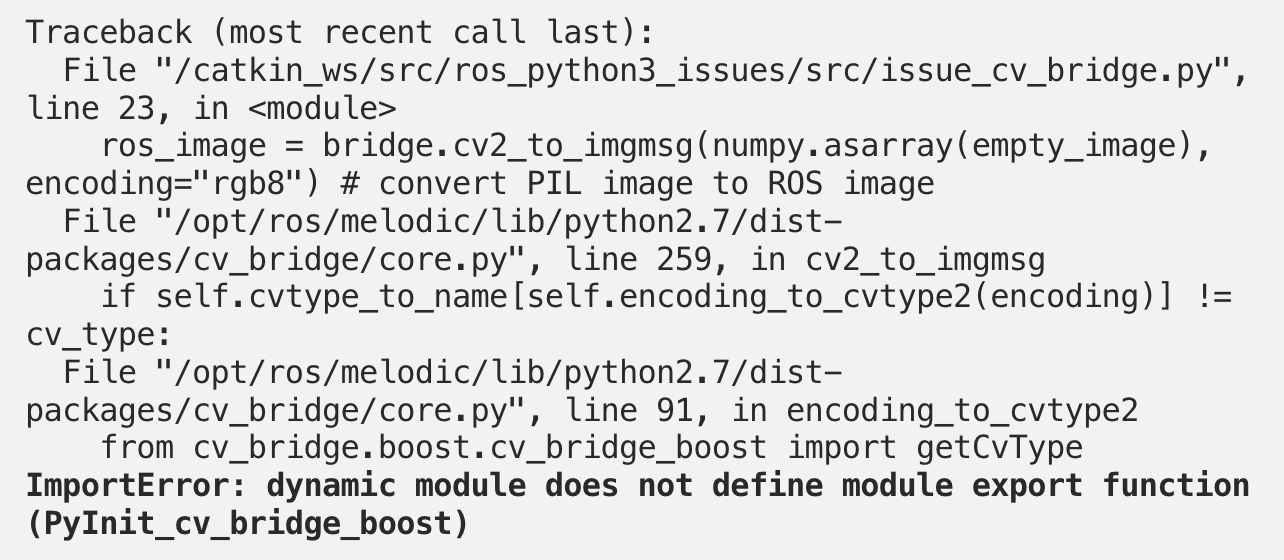 Traceback (most recent call last):
  File "/catkin_ws/src/ros_python3_issues/src/issue_cv_bridge.py",
line 23, in <module>
    ros_image = bridge.cv2_to_imgmsg(numpy.asarray(empty_image),
encoding="rgb8") # convert PIL image to ROS image
  File "/opt/ros/melodic/lib/python2.7/dist-
packages/cv_bridge/core.py", line 259, in cv2_to_imgmsg
    if self.cvtype_to_name[self.encoding_to_cvtype2(encoding)] !=
cv_type:
  File "/opt/ros/melodic/lib/python2.7/dist-
packages/cv_bridge/core.py", line 91, in encoding_to_cvtype2
    from cv_bridge.boost.cv_bridge_boost import getCvType
ImportError: dynamic module does not define module export function
(PyInit_cv_bridge_boost)